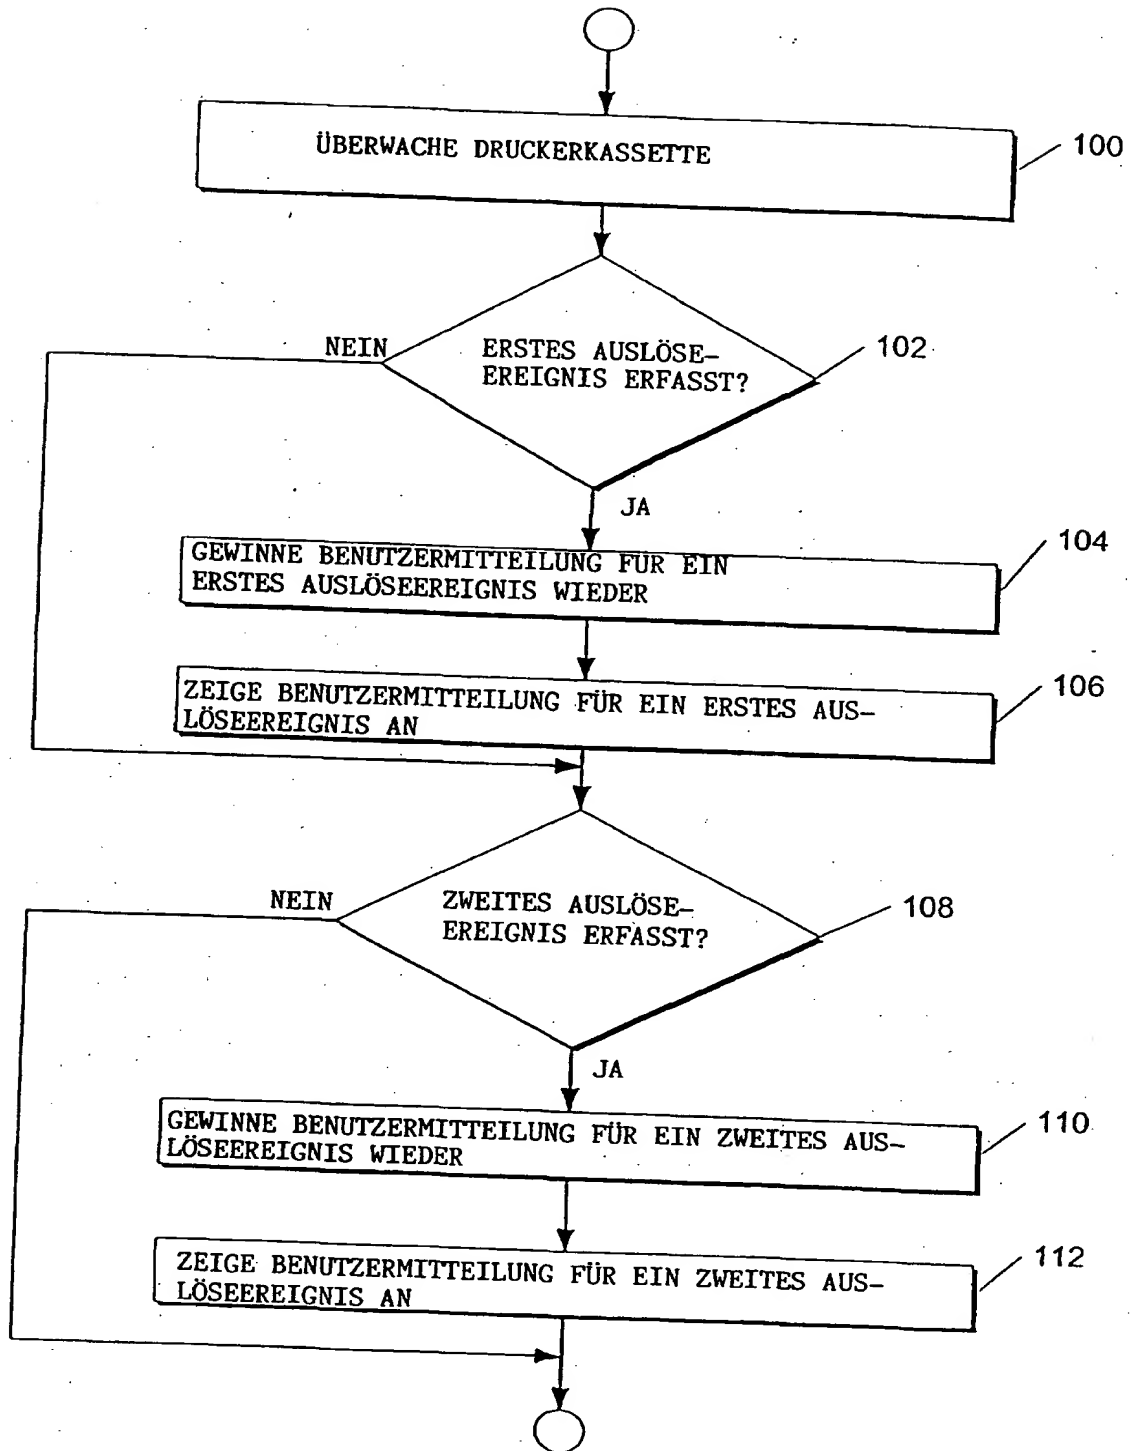 ÜBERWACHE DRUCKERKASSETTE
100
NEIN
ERSTES AUSLÖSE-
EREIGNIS ERFASST?
102
JA
GEWINNE BENUTZERMITTEILUNG FÜR EIN
ERSTES AUSLÖSEEREIGNIS WIEDER
104
ZEIGE BENUTZERMITTEILUNG FÜR EIN ERSTES AUS-
LÖSEEREIGNIS AN
106
NEIN
ZWEITES AUSLÖSE-
EREIGNIS ERFASST?
108
JA
GEWINNE BENUTZERMITTEILUNG FÜR EIN ZWEITES AUS-
LÖSEEREIGNIS WIEDER
110
ZEIGE BENUTZERMITTEILUNG FÜR EIN ZWEITES AUS-
LÖSEEREIGNIS AN
112